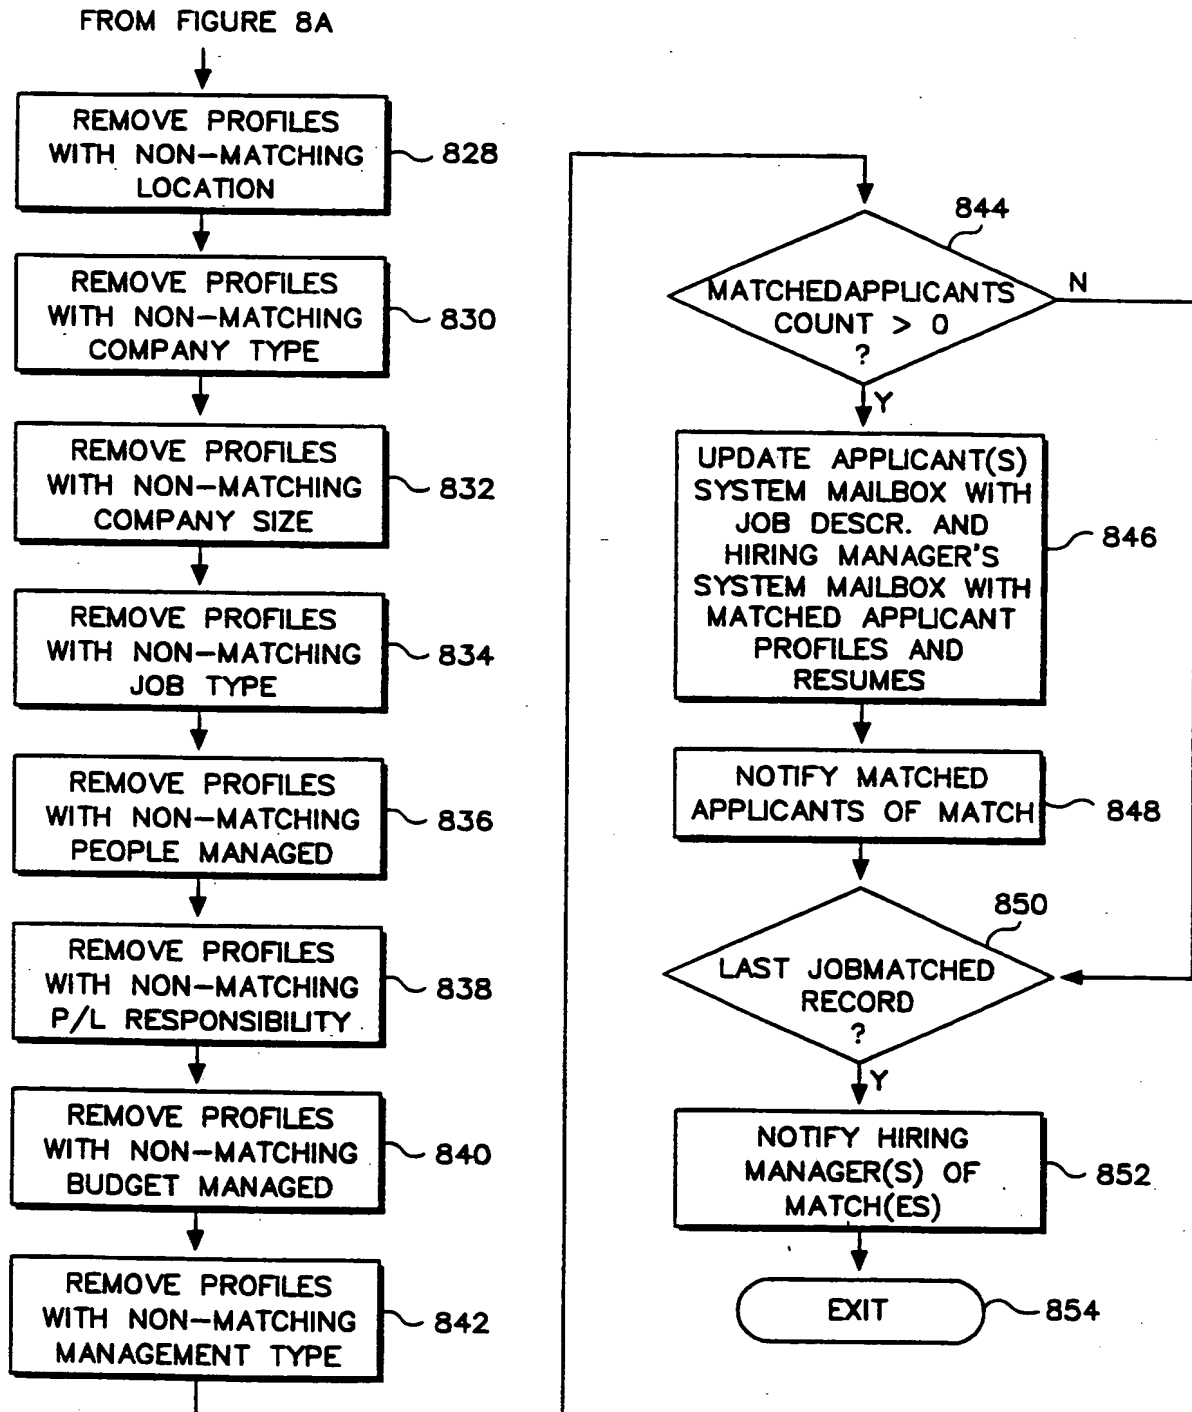 FROM FIGURE 8A
REMOVE PROFILES
WITH NON-MATCHING
LOCATION
828
REMOVE PROFILES
WITH NON-MATCHING
COMPANY TYPE
830
REMOVE PROFILES
WITH NON-MATCHING
COMPANY SIZE
832
REMOVE PROFILES
WITH NON-MATCHING
JOB TYPE
834
REMOVE PROFILES
WITH NON-MATCHING
PEOPLE MANAGED
836
REMOVE PROFILES
WITH NON-MATCHING
P/L RESPONSIBILITY
838
REMOVE PROFILES
WITH NON-MATCHING
BUDGET MANAGED
840
REMOVE PROFILES
WITH NON-MATCHING
MANAGEMENT TYPE
842
844
MATCHEDAPPLICANTS
COUNT > 0
?
N
Y
UPDATE APPLICANT(S)
SYSTEM MAILBOX WITH
JOB DESCR. AND
HIRING MANAGER'S
SYSTEM MAILBOX WITH
MATCHED APPLICANT
PROFILES AND
RESUMES
846
NOTIFY MATCHED
APPLICANTS OF MATCH
848
850
LAST JOBMATCHED
RECORD
?
Y
NOTIFY HIRING
MANAGER(S) OF
MATCH(ES)
852
EXIT
854